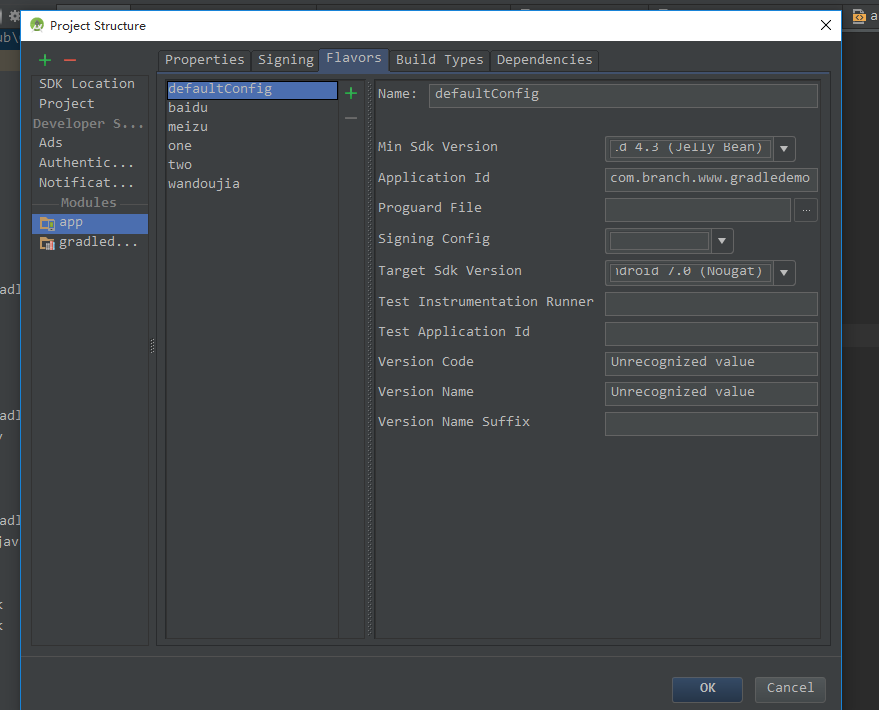 Project Structure
Properties Signing Flavors Build Types Dependencies
SDK Location
Project
Developer S...
Ads
Authentic...
Notificat...
Modules
app
gradled...
defaultConfig
baidu
meizu
one
two
wandoujia
Name: defaultConfig
Min Sdk Version .d 4.3 (Jelly Bean)
Application Id com.branch.www.gradledemo
Proguard File ...
Signing Config
Target Sdk Version ndroid 7.0 (Nougat)
Test Instrumentation Runner
Test Application Id
Version Code Unrecognized value
Version Name Unrecognized value
Version Name Suffix
OK Cancel